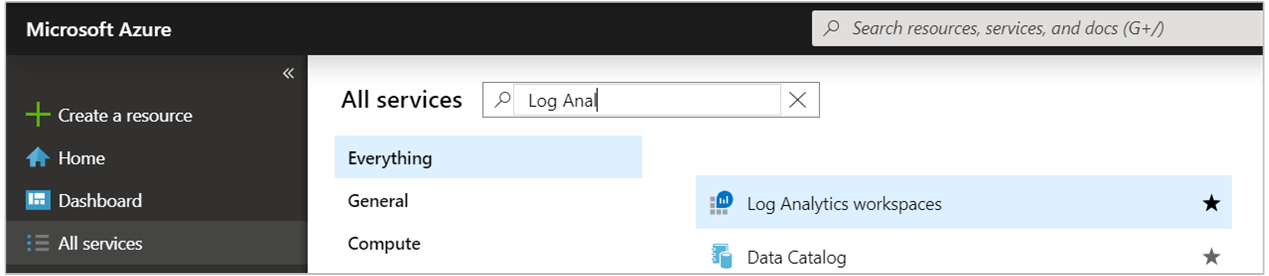 Microsoft Azure
Search resources, services, and docs (G+/)
Create a resource
Home
Dashboard
All services
All services
Log Anal
Everything
General
Compute
Log Analytics workspaces
Data Catalog